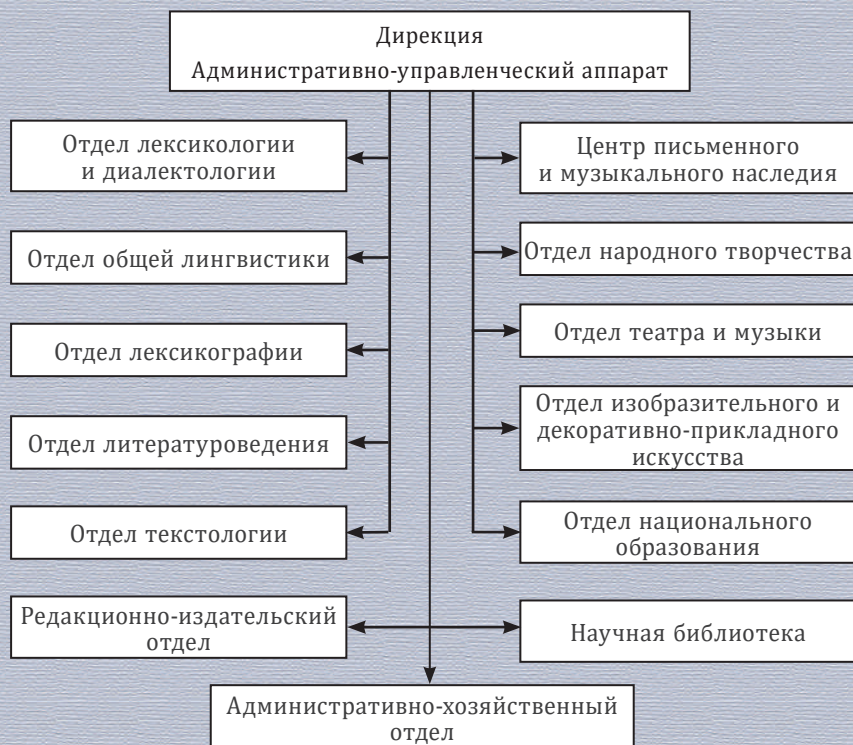 Дирекция
Административно-управленческий аппарат
Отдел лексикологии
и диалектологии
Центр письменного
и музыкального наследия
Отдел общей лингвистики
Отдел народного творчества
Отдел лексикографии
Отдел театра и музыки
Отдел литературоведения
Отдел изобразительного и
декоративно-прикладного
искусства
Отдел текстологии
Отдел национального
образования
Редакционно-издательский
отдел
Научная библиотека
Административно-хозяйственный
отдел